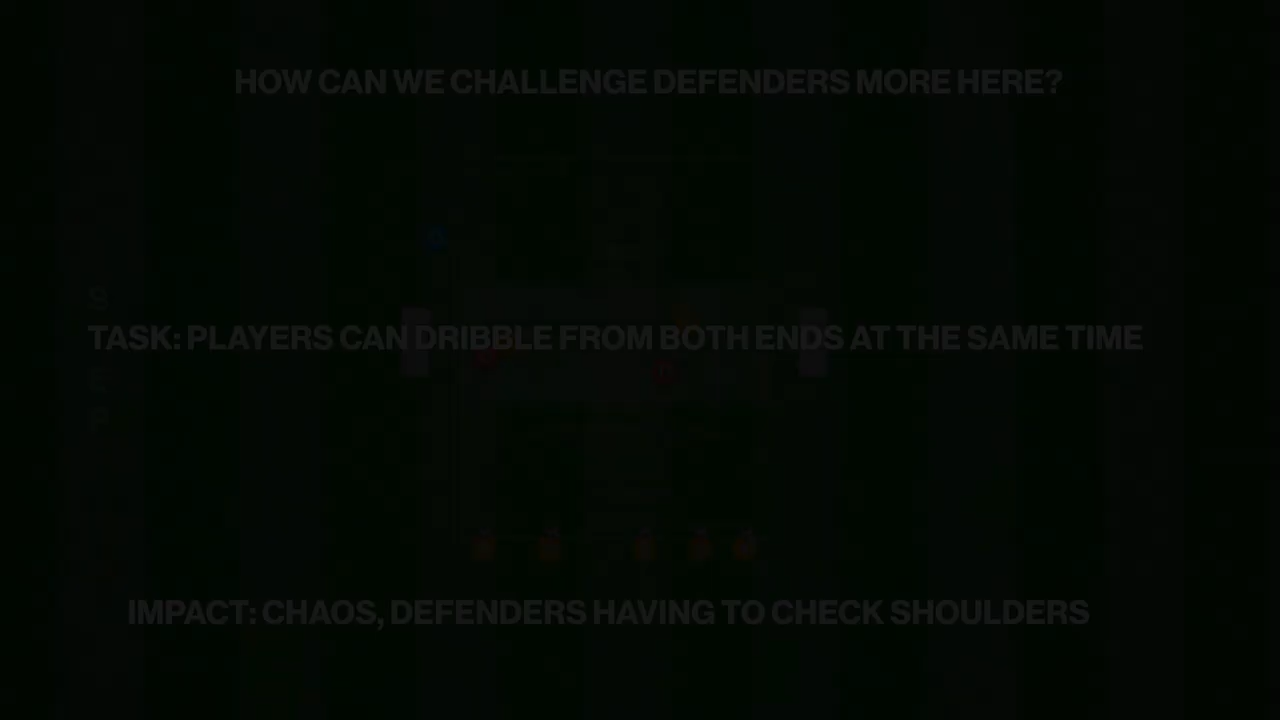 HOW CAN WE CHALLENGE DEFENDERS MORE HERE?
TASK: PLAYERS CAN DRIBBLE FROM BOTH ENDS AT THE SAME TIME
IMPACT: CHAOS, DEFENDERS HAVING TO CHECK SHOULDERS